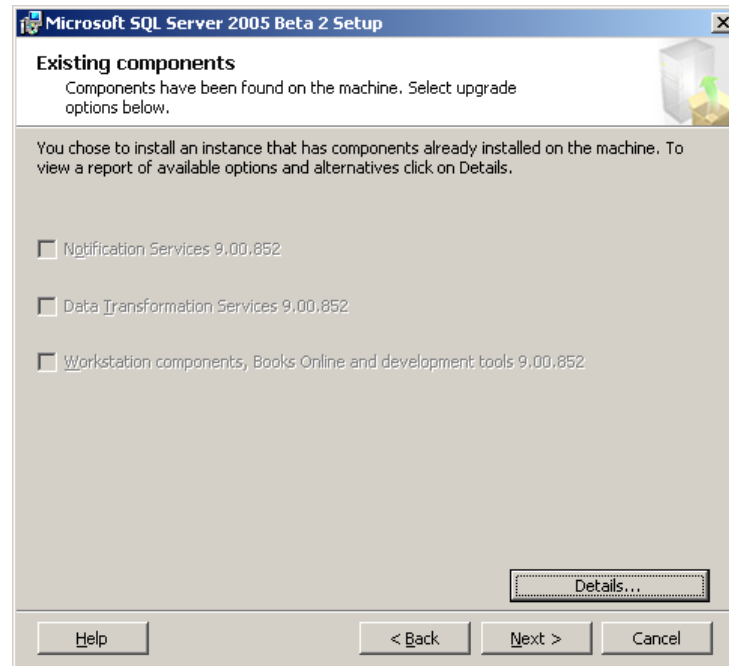 Microsoft SQL Server 2005 Beta 2 Setup
Existing components
Components have been found on the machine. Select upgrade
options below.
You chose to install an instance that has components already installed on the machine. To
view a report of available options and alternatives click on Details.
Notification Services 9.00.852
Data Transformation Services 9.00.852
Workstation components, Books Online and development tools 9.00.852
Details...
Help
< Back
Next >
Cancel